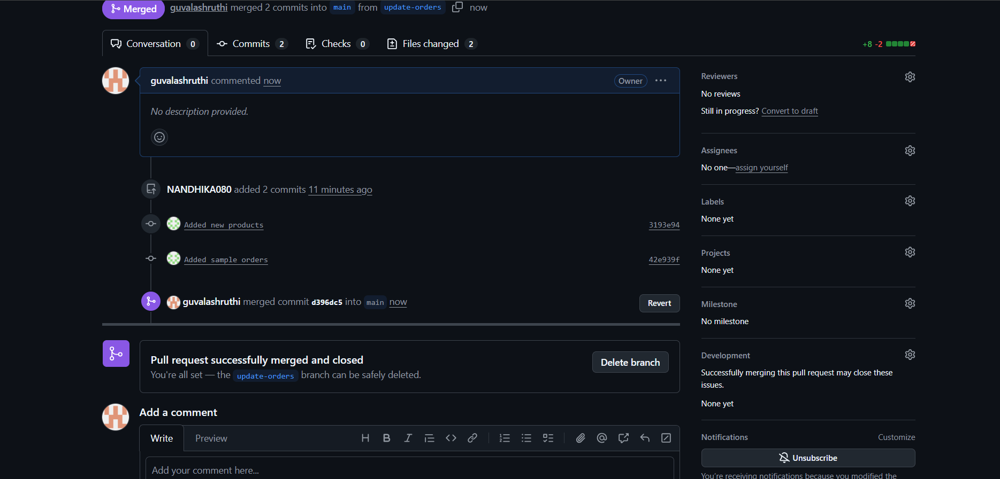 Merged guvalashruthi merged 2 commits into main from update-orders now
Conversation 0 Commits 2 Checks 0 Files changed 2 +8 -2
guvalashruthi commented now Owner
No description provided.
NANDHIKA080 added 2 commits 11 minutes ago
Added new products 3193e94
Added sample orders 42e939f
guvalashruthi merged commit d396dc5 into main now Revert
Pull request successfully merged and closed
You're all set — the update-orders branch can be safely deleted.
Delete branch
Add a comment
Write Preview
Add your comment here...
Reviewers
No reviews
Still in progress? Convert to draft
Assignees
No one—assign yourself
Labels
None yet
Projects
None yet
Milestone
No milestone
Development
Successfully merging this pull request may close these
issues.
None yet
Notifications Customize
Unsubscribe
You're receiving notifications because you modified the